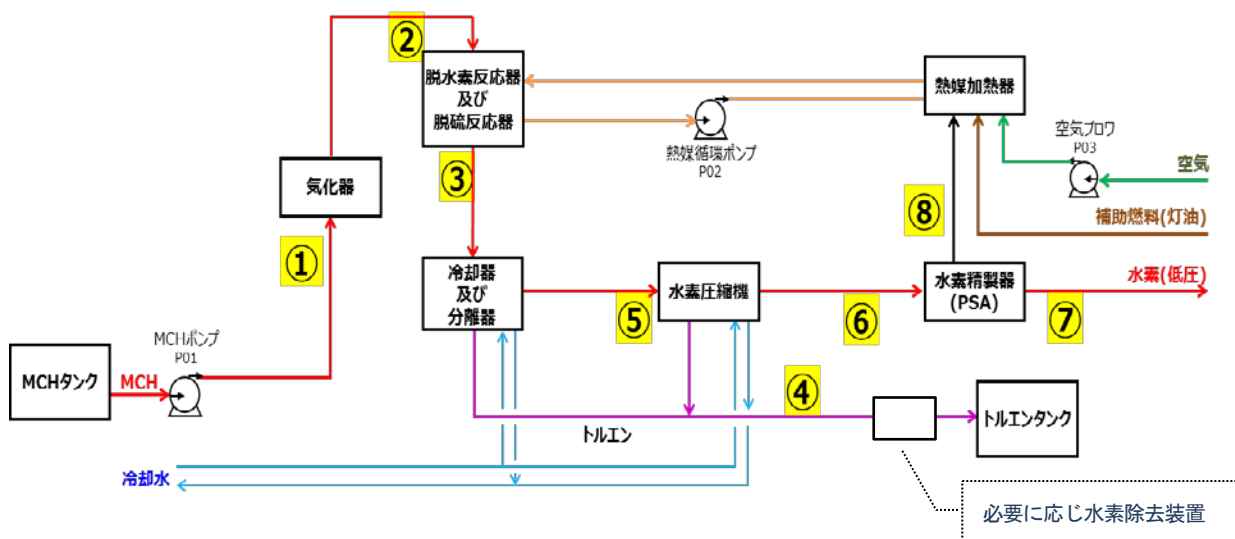 ②
脱水素反応器
及び
脱硫反応器
熱媒加熱器
空気ブロワ
P03
熱媒循環ポンプ
P02
空気
気化器
③
⑧
補助燃料(灯油)
①
冷却器
及び
分離器
水素圧縮機
水素精製器
(PSA)
水素(低圧)
⑤
⑥
⑦
MCHポンプ
P01
MCHタンク
MCH
④
トルエン
トルエンタンク
冷却水
必要に応じ水素除去装置